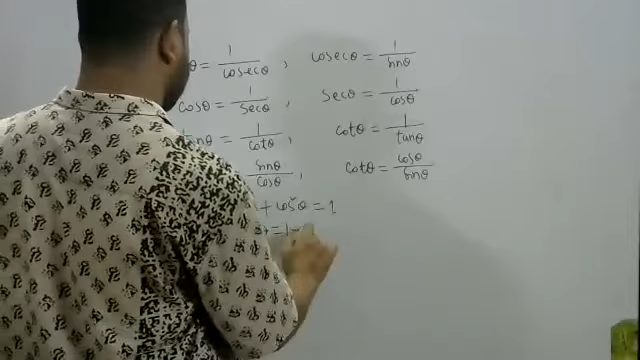 θ = 1/cosecθ , cosecθ = 1/sinθ
cosθ = 1/secθ , secθ = 1/cosθ
tanθ = 1/cotθ , cotθ = 1/tanθ
sinθ/cosθ , cotθ = cosθ/sinθ
+ cos²θ = 1
= 1 -